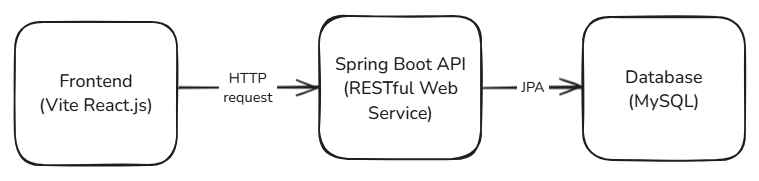 Frontend
(Vite React.js)
HTTP
request
Spring Boot API
(RESTful Web
Service)
JPA
Database
(MySQL)